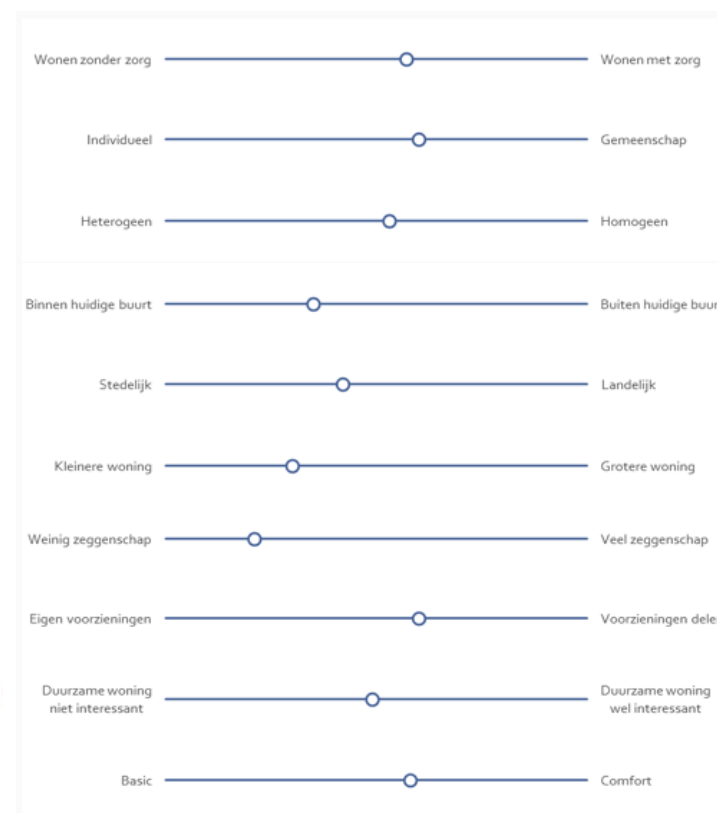 Wonen zonder zorg Wonen met zorg
Individueel Gemeenschap
Heterogeen Homogeen
Binnen huidige buurt Buiten huidige buur
Stedelijk Landelijk
Kleinere woning Grotere woning
Weinig zeggenschap Veel zeggenschap
Eigen voorzieningen Voorzieningen dele
Duurzame woning Duurzame woning
niet interessant wel interessant
Basic Comfort